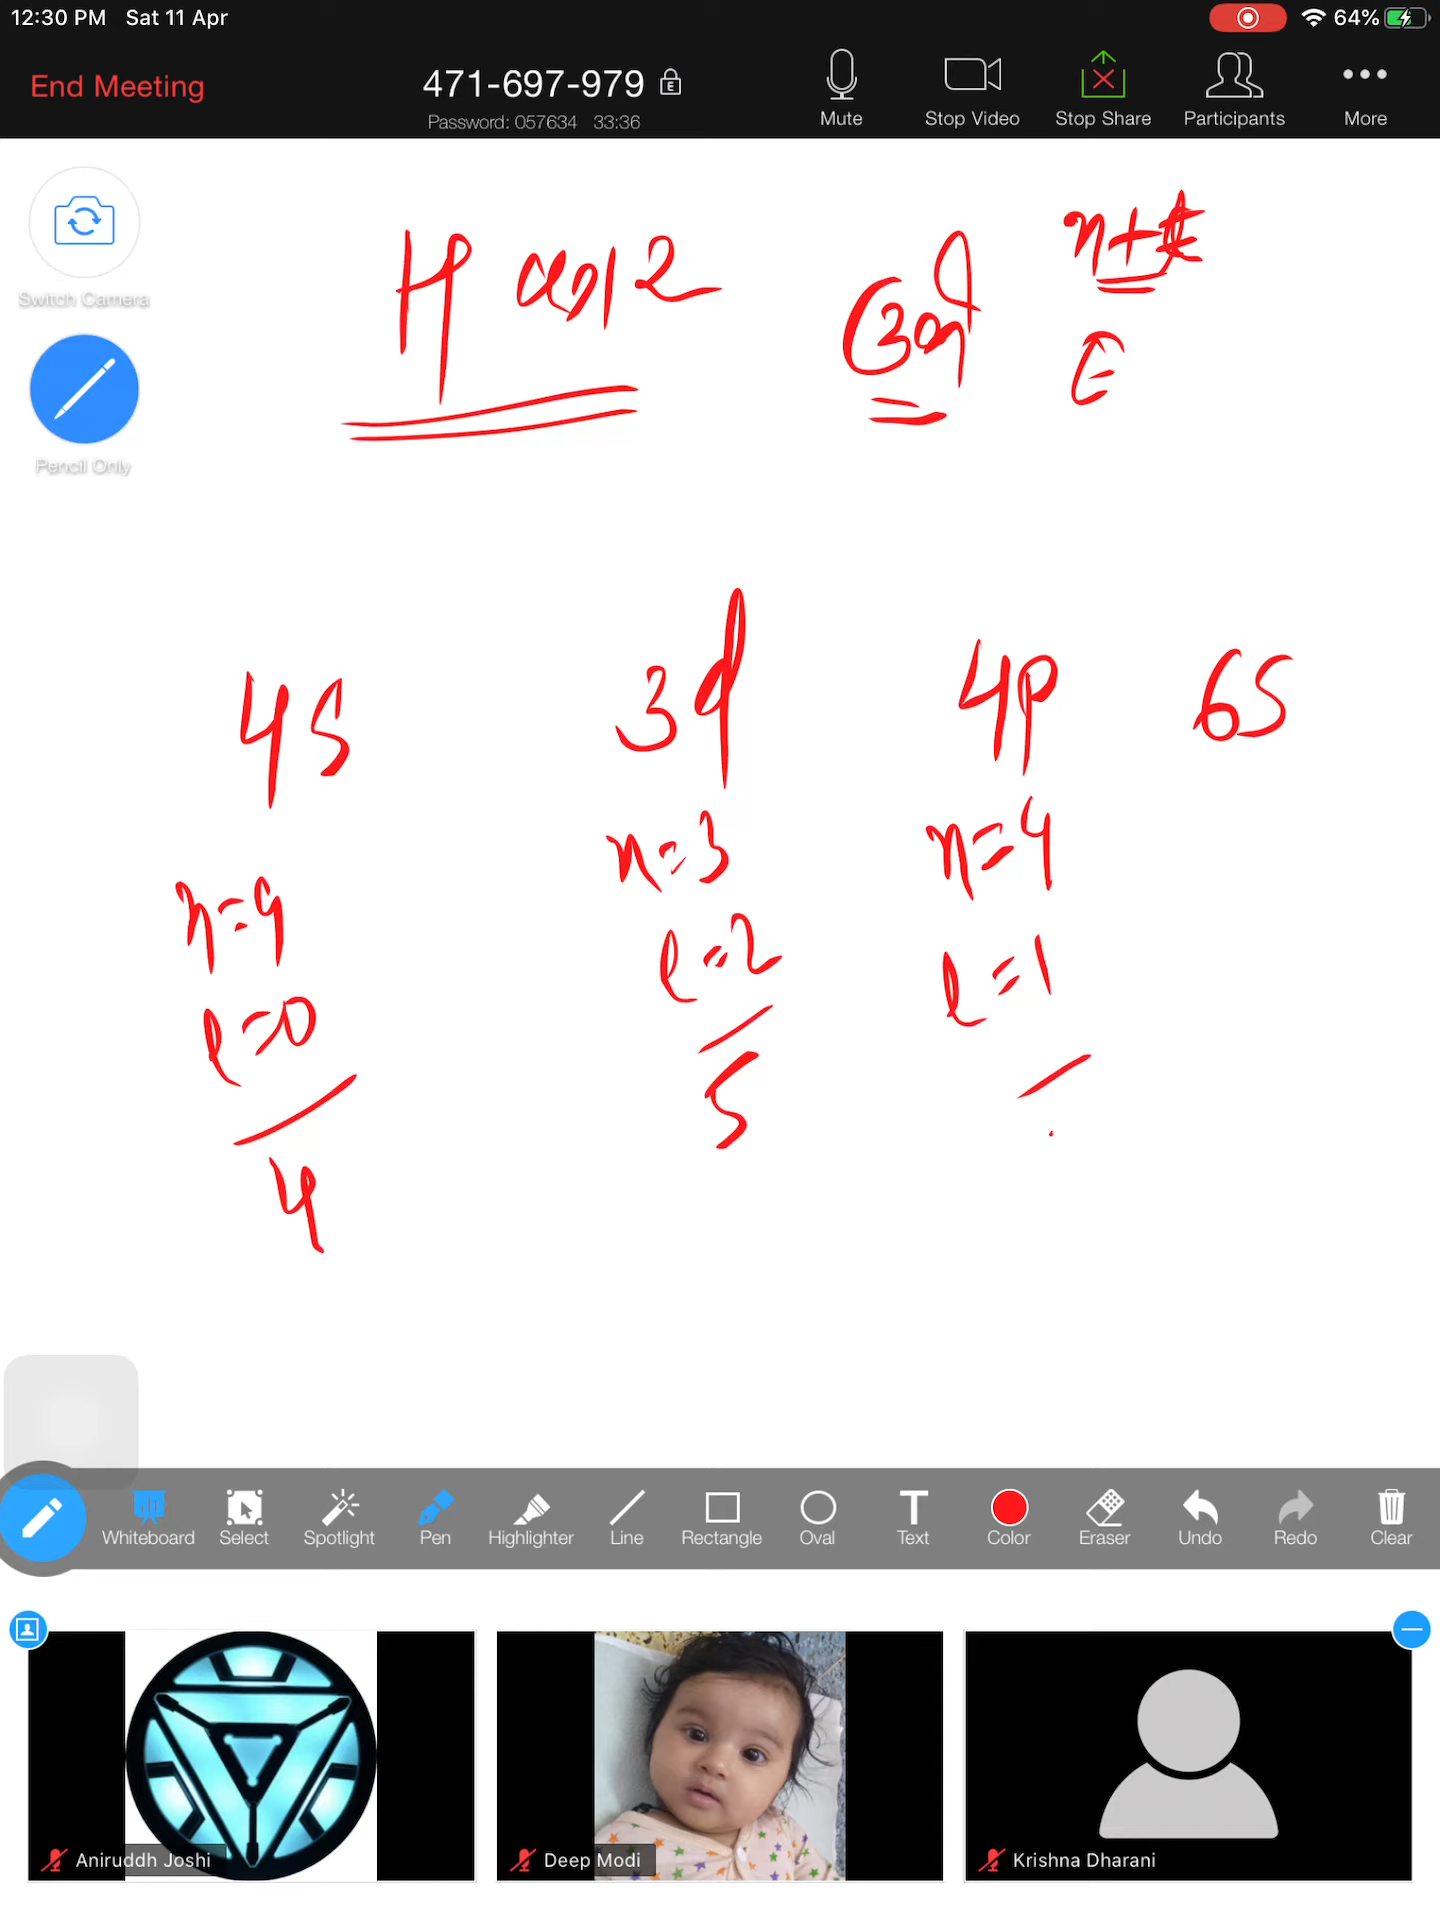 12:30 PM Sat 11 Apr 64%
End Meeting 471-697-979 Mute Stop Video Stop Share Participants More
Password: 057634 33:36
Switch Camera
Pencil Only
n+
E
4s 3d 4p 6s
n=4 n=3 n=4
l=0 l=2 l=1
4 5
Whiteboard Select Spotlight Pen Highlighter Line Rectangle Oval Text Color Eraser Undo Redo Clear
Aniruddh Joshi Deep Modi Krishna Dharani